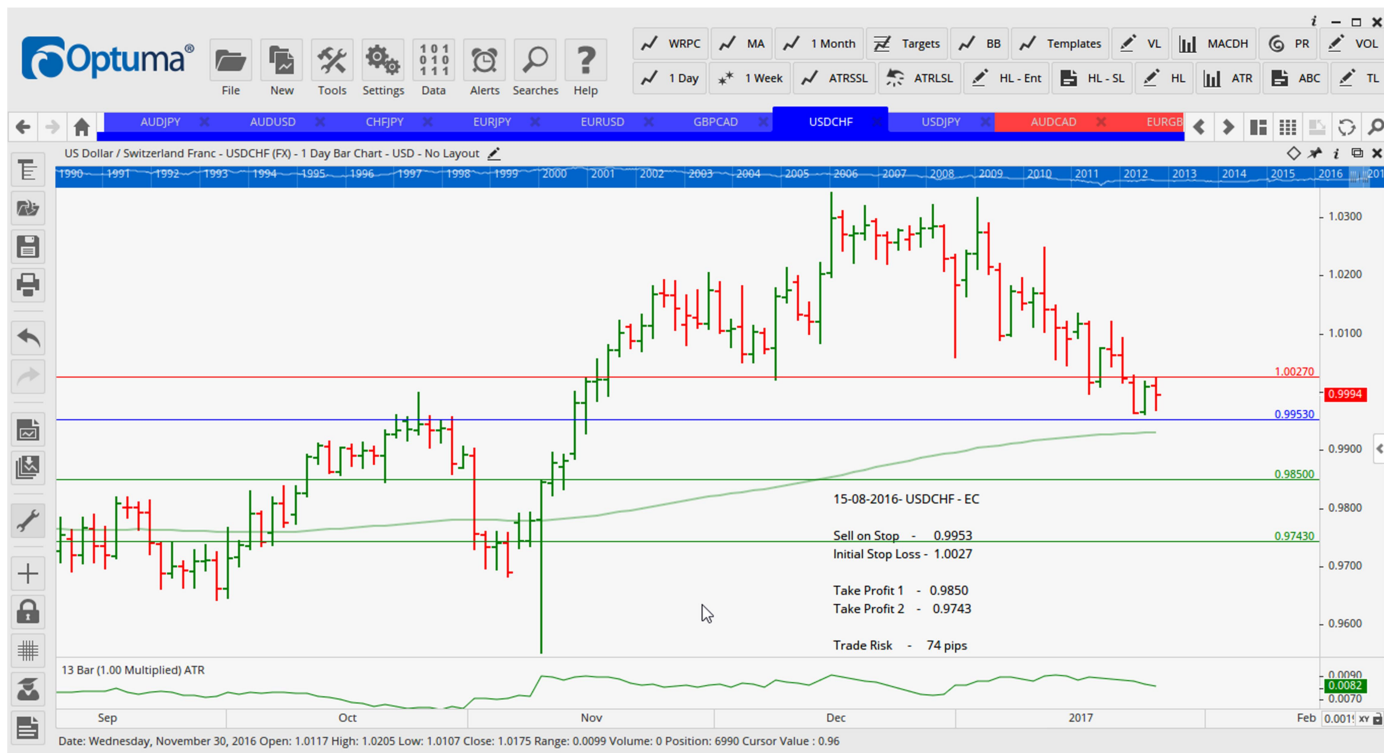 i
Optuma®
File
New
Tools
Settings
Data
Alerts
Searches
Help
WRPC
MA
1 Month
Targets
BB
Templates
VL
MACDH
PR
VOL
1 Day
1 Week
ATRSSL
ATRLSL
HL - Ent
HL - SL
HL
ATR
ABC
TL
AUDJPY
AUDUSD
CHFJPY
EURJPY
EURUSD
GBPCAD
USDCHF
USDJPY
AUDCAD
EURGB
US Dollar / Switzerland Franc - USDCHF (FX) - 1 Day Bar Chart - USD - No Layout
1990 1991 1992 1993 1994 1995 1996 1997 1998 1999 2000 2001 2002 2003 2004 2005 2006 2007 2008 2009 2010 2011 2012 2013 2014 2015 2016 201
1.0300
1.0200
1.0100
1.00270
0.9994
0.99530
0.9900
0.98500
15-08-2016- USDCHF - EC
0.9800
Sell on Stop - 0.9953
0.97430
Initial Stop Loss - 1.0027
0.9700
Take Profit 1 - 0.9850
Take Profit 2 - 0.9743
0.9600
Trade Risk - 74 pips
13 Bar (1.00 Multiplied) ATR
0.0090
0.0082
0.0070
Sep Oct Nov Dec 2017 Feb
XY
Date: Wednesday, November 30, 2016 Open: 1.0117 High: 1.0205 Low: 1.0107 Close: 1.0175 Range: 0.0099 Volume: 0 Position: 6990 Cursor Value : 0.96